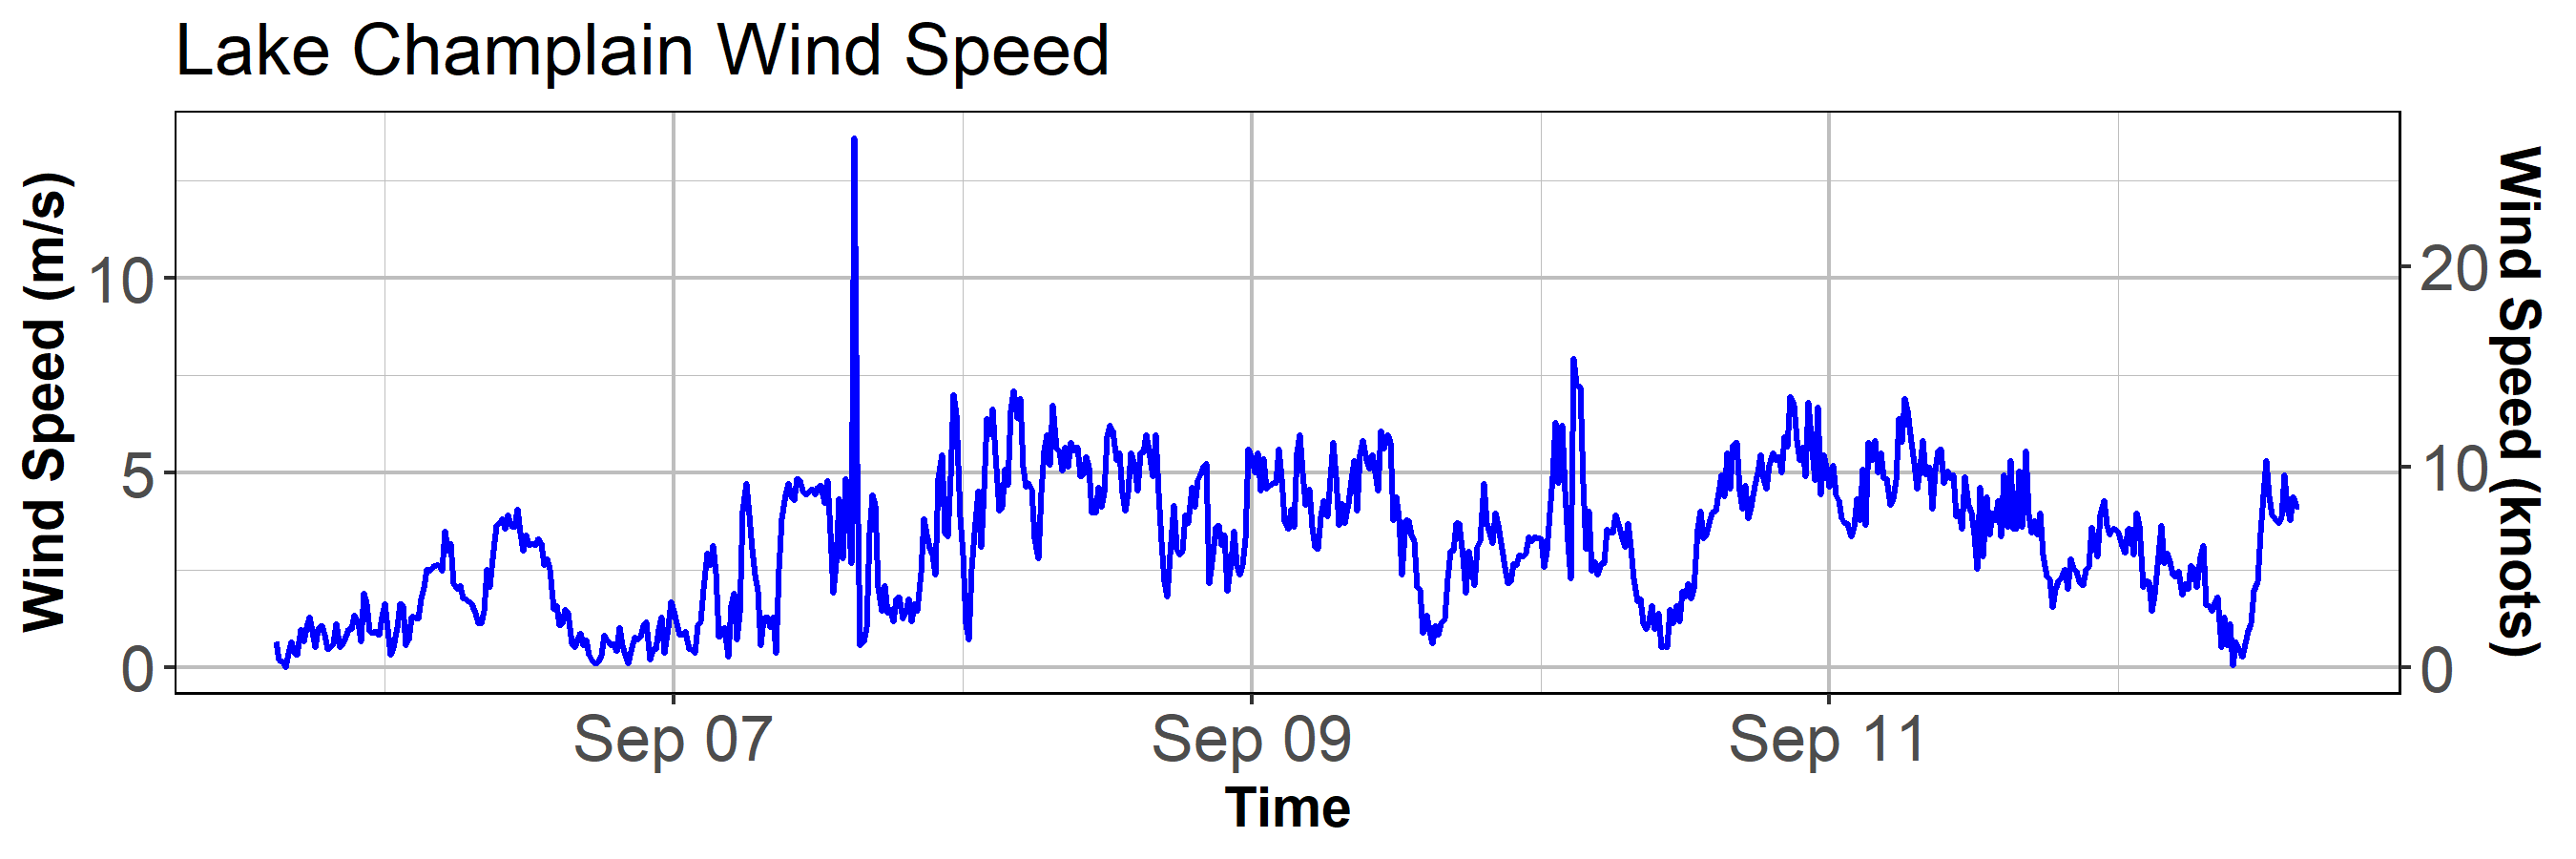 Lake Champlain Wind Speed
Wind Speed (m/s)
10
5
0
20
10
0
Wind Speed (knots)
Sep 07
Sep 09
Sep 11
Time